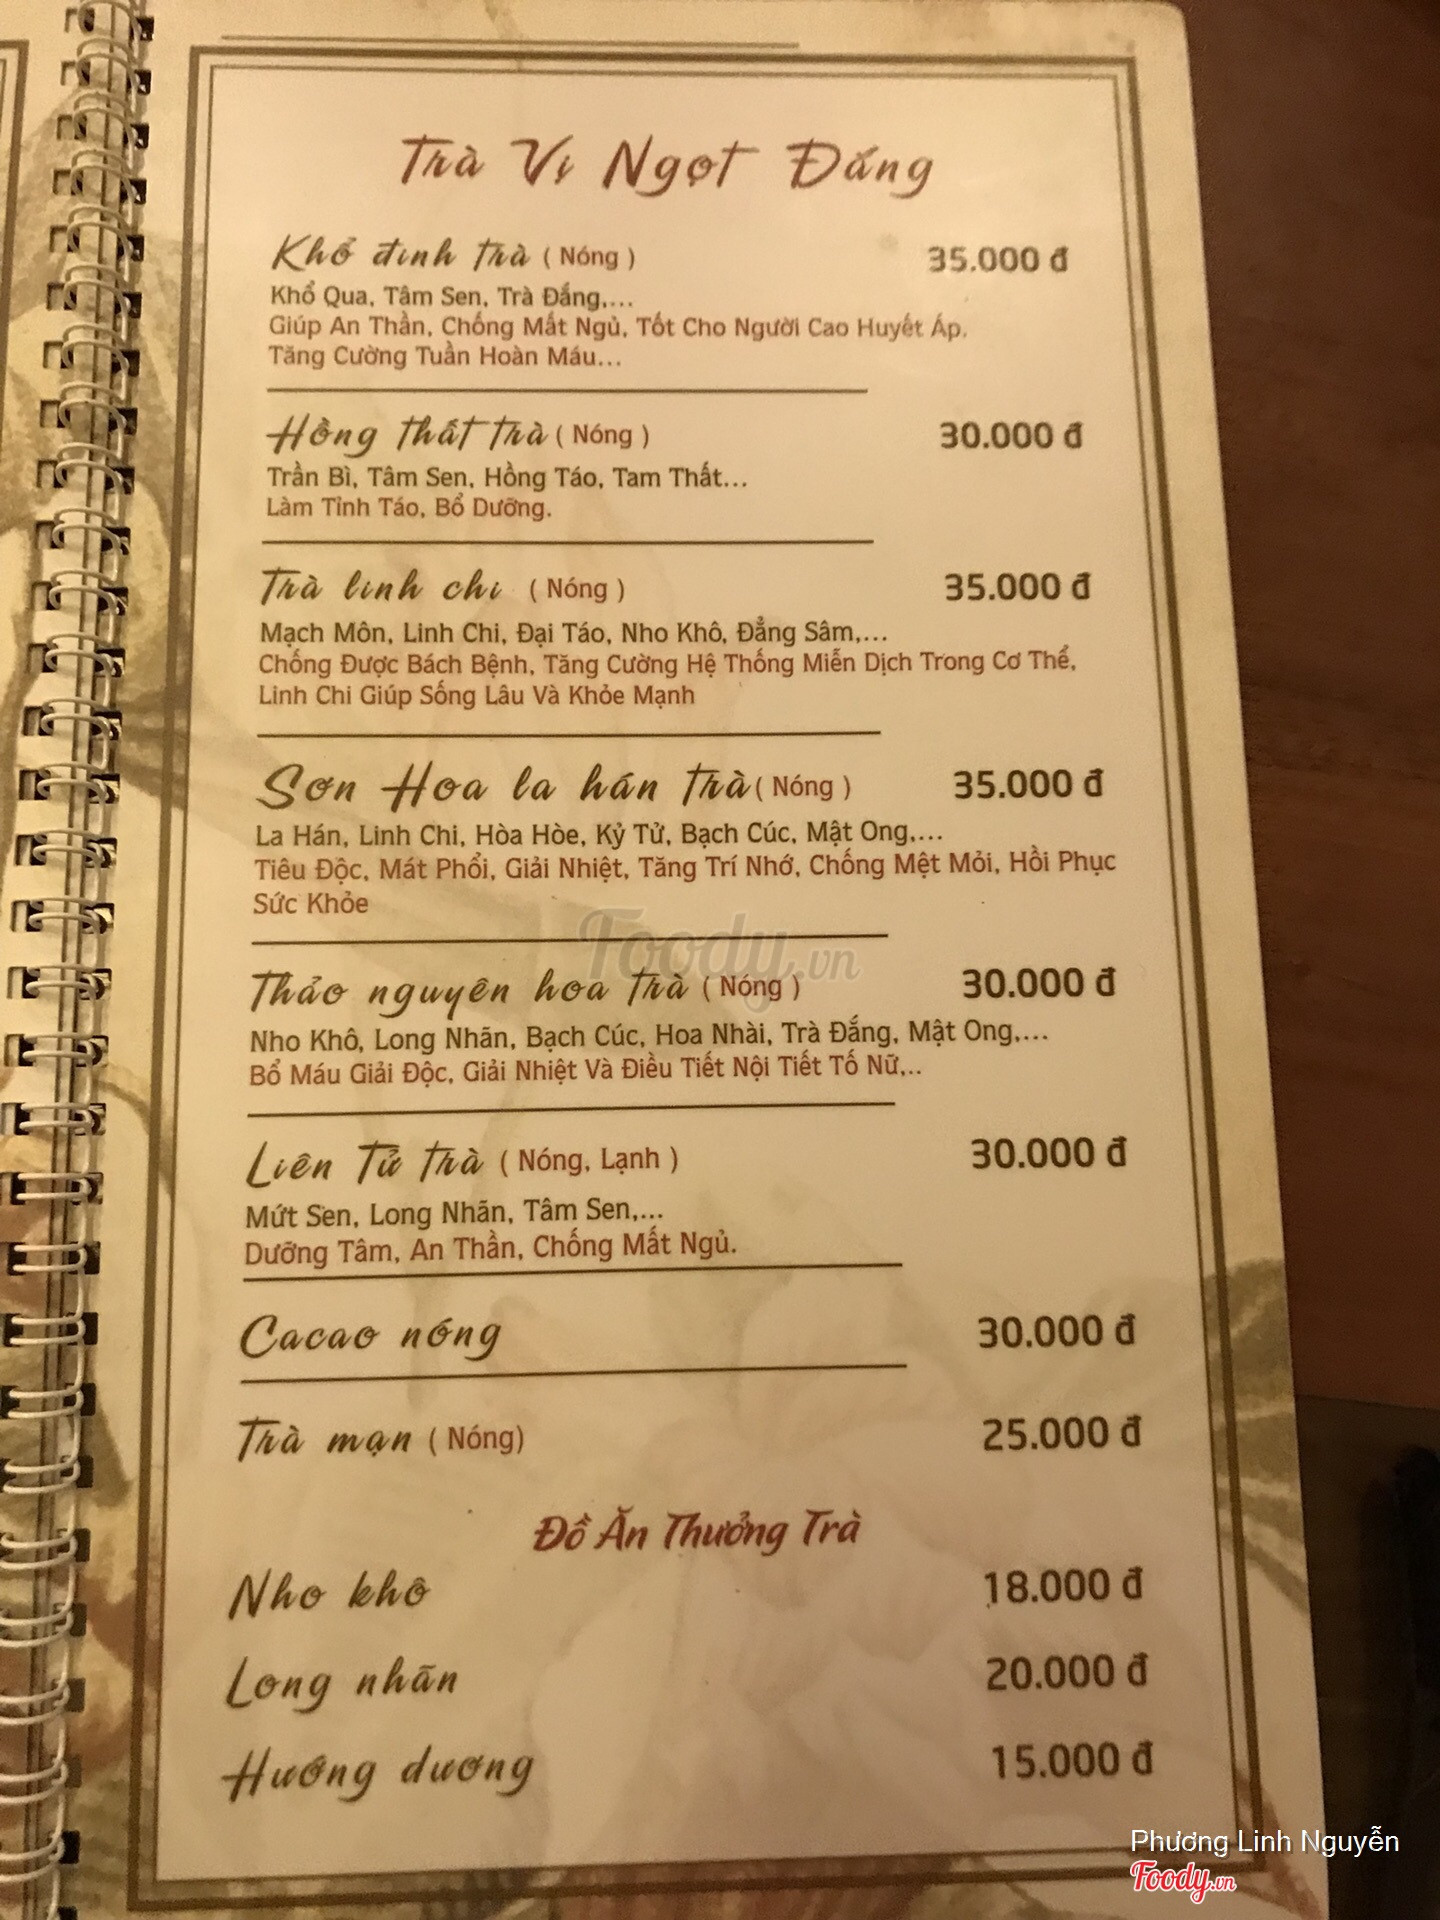 Trà Vị Ngọt Đắng
Khổ đinh trà ( Nóng ) 35.000 đ
Khổ Qua, Tâm Sen, Trà Đắng,...
Giúp An Thần, Chống Mất Ngủ, Tốt Cho Người Cao Huyết Áp.
Tăng Cường Tuần Hoàn Máu...
Hồng thất trà ( Nóng ) 30.000 đ
Trần Bì, Tâm Sen, Hồng Táo, Tam Thất...
Làm Tỉnh Táo, Bổ Dưỡng.
Trà linh chi ( Nóng ) 35.000 đ
Mạch Môn, Linh Chi, Đại Táo, Nho Khô, Đẳng Sâm,...
Chống Được Bách Bệnh, Tăng Cường Hệ Thống Miễn Dịch Trong Cơ Thể,
Linh Chi Giúp Sống Lâu Và Khỏe Mạnh
Sơn Hoa la hán trà ( Nóng ) 35.000 đ
La Hán, Linh Chi, Hòa Hòe, Kỷ Tử, Bạch Cúc, Mật Ong,...
Tiêu Độc, Mát Phổi, Giải Nhiệt, Tăng Trí Nhớ, Chống Mệt Mỏi, Hồi Phục
Sức Khỏe
Foody.vn
Thảo nguyên hoa trà ( Nóng ) 30.000 đ
Nho Khô, Long Nhãn, Bạch Cúc, Hoa Nhài, Trà Đắng, Mật Ong,...
Bổ Máu Giải Độc, Giải Nhiệt Và Điều Tiết Nội Tiết Tố Nữ,..
Liên Tử trà ( Nóng, Lạnh ) 30.000 đ
Mứt Sen, Long Nhãn, Tâm Sen,...
Dưỡng Tâm, An Thần, Chống Mất Ngủ.
Cacao nóng 30.000 đ
Trà mạn ( Nóng) 25.000 đ
Đồ Ăn Thưởng Trà
Nho khô 18.000 đ
Long nhãn 20.000 đ
Hướng dương 15.000 đ
Phương Linh Nguyễn
Foody.vn